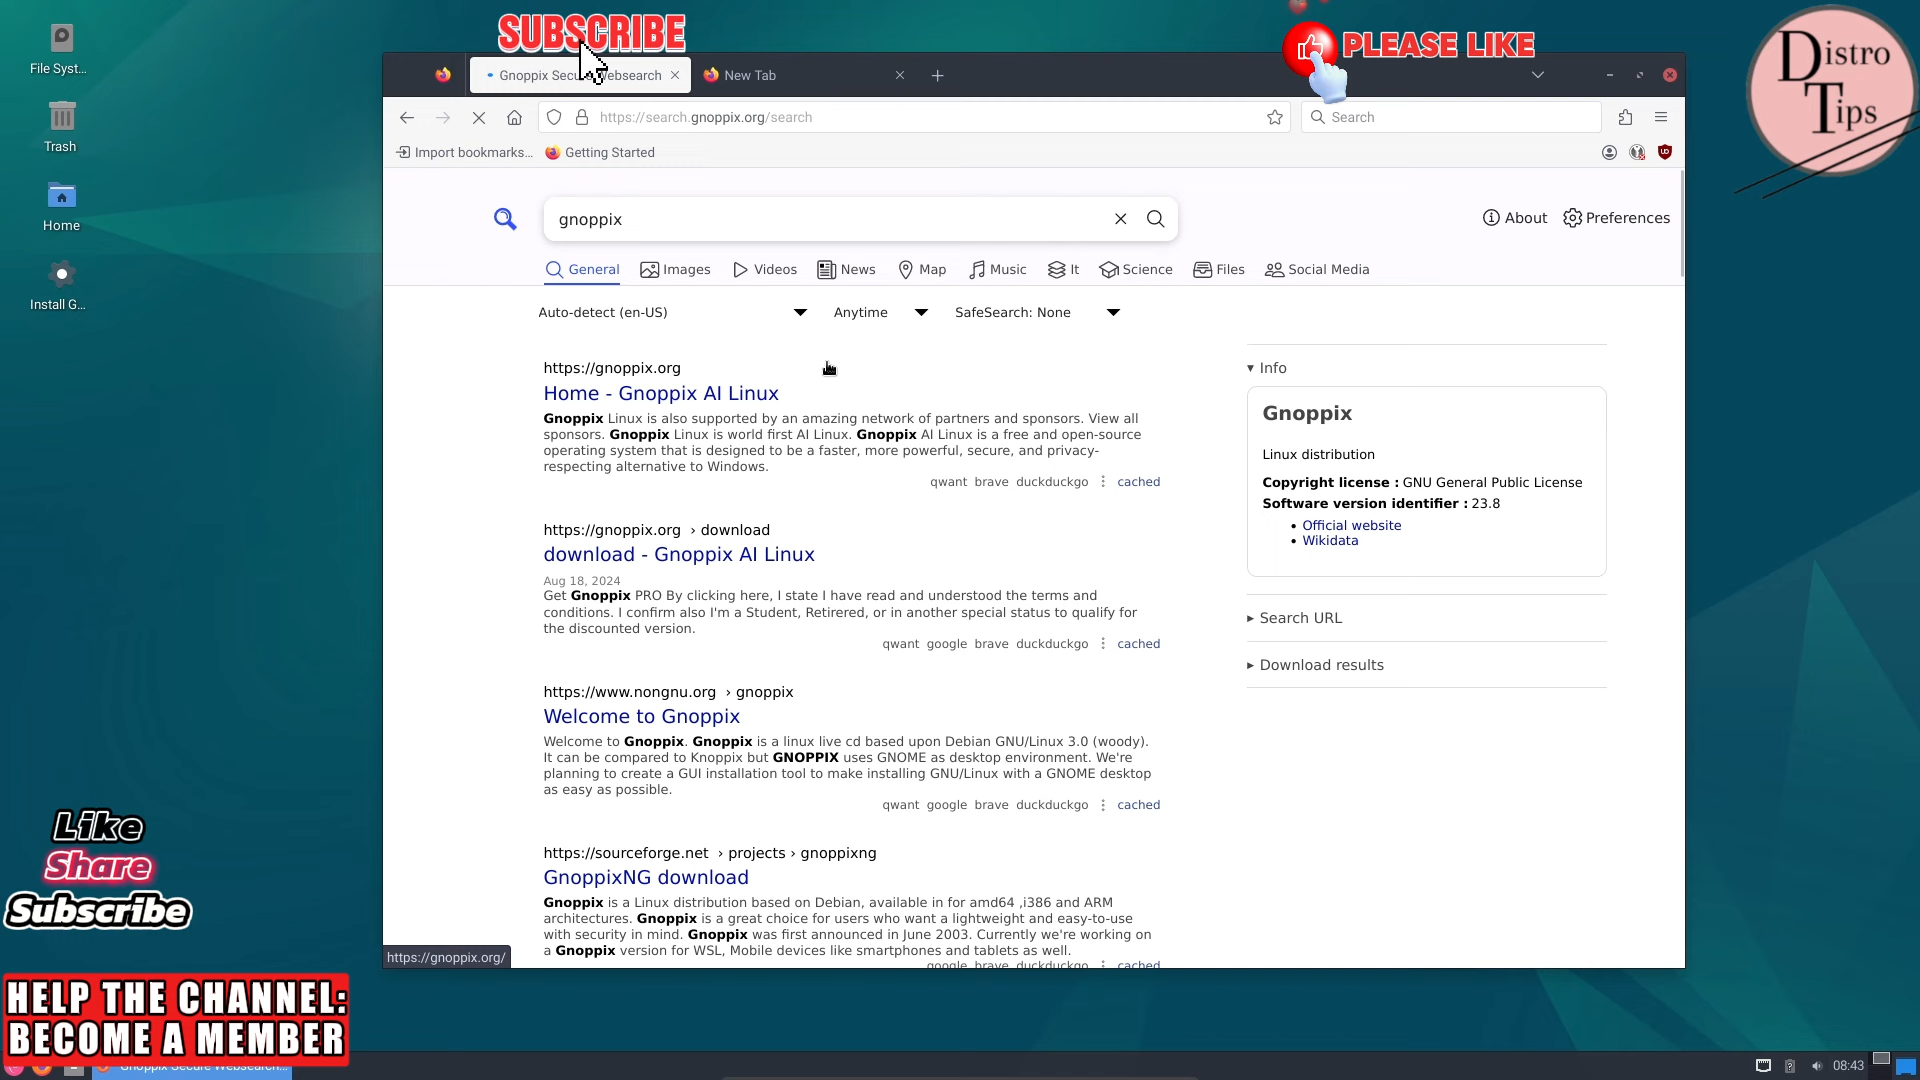 SUBSCRIBE
PLEASE LIKE
Distro
Tips
File Syst...
Trash
Home
Install G...
Gnoppix Secu
Websearch
New Tab
https://search.gnoppix.org/search
Search
Import bookmarks...
Getting Started
gnoppix
About
Preferences
General
Images
Videos
News
Map
Music
It
Science
Files
Social Media
Auto-detect (en-US)
Anytime
SafeSearch: None
https://gnoppix.org
Home - Gnoppix AI Linux
Gnoppix Linux is also supported by an amazing network of partners and sponsors. View all
sponsors. Gnoppix Linux is world first AI Linux. Gnoppix AI Linux is a free and open-source
operating system that is designed to be a faster, more powerful, secure, and privacy-
respecting alternative to Windows.
qwant brave duckduckgo
cached
https://gnoppix.org › download
download - Gnoppix AI Linux
Aug 18, 2024
Get Gnoppix PRO By clicking here, I state I have read and understood the terms and
conditions. I confirm also I'm a Student, Retirered, or in another special status to qualify for
the discounted version.
qwant google brave duckduckgo
cached
https://www.nongnu.org › gnoppix
Welcome to Gnoppix
Welcome to Gnoppix. Gnoppix is a linux live cd based upon Debian GNU/Linux 3.0 (woody).
It can be compared to Knoppix but GNOPPIX uses GNOME as desktop environment. We're
planning to create a GUI installation tool to make installing GNU/Linux with a GNOME desktop
as easy as possible.
qwant google brave duckduckgo
cached
https://sourceforge.net › projects › gnoppixng
GnoppixNG download
Gnoppix is a Linux distribution based on Debian, available in for amd64 ,i386 and ARM
architectures. Gnoppix is a great choice for users who want a lightweight and easy-to-use
with security in mind. Gnoppix was first announced in June 2003. Currently we're working on
a Gnoppix version for WSL, Mobile devices like smartphones and tablets as well.
google brave duckduckgo
cached
Info
Gnoppix
Linux distribution
Copyright license : GNU General Public License
Software version identifier : 23.8
• Official website
• Wikidata
Search URL
Download results
https://gnoppix.org/
Like
Share
Subscribe
HELP THE CHANNEL:
BECOME A MEMBER
Gnoppix Secure Websearch...
08:43